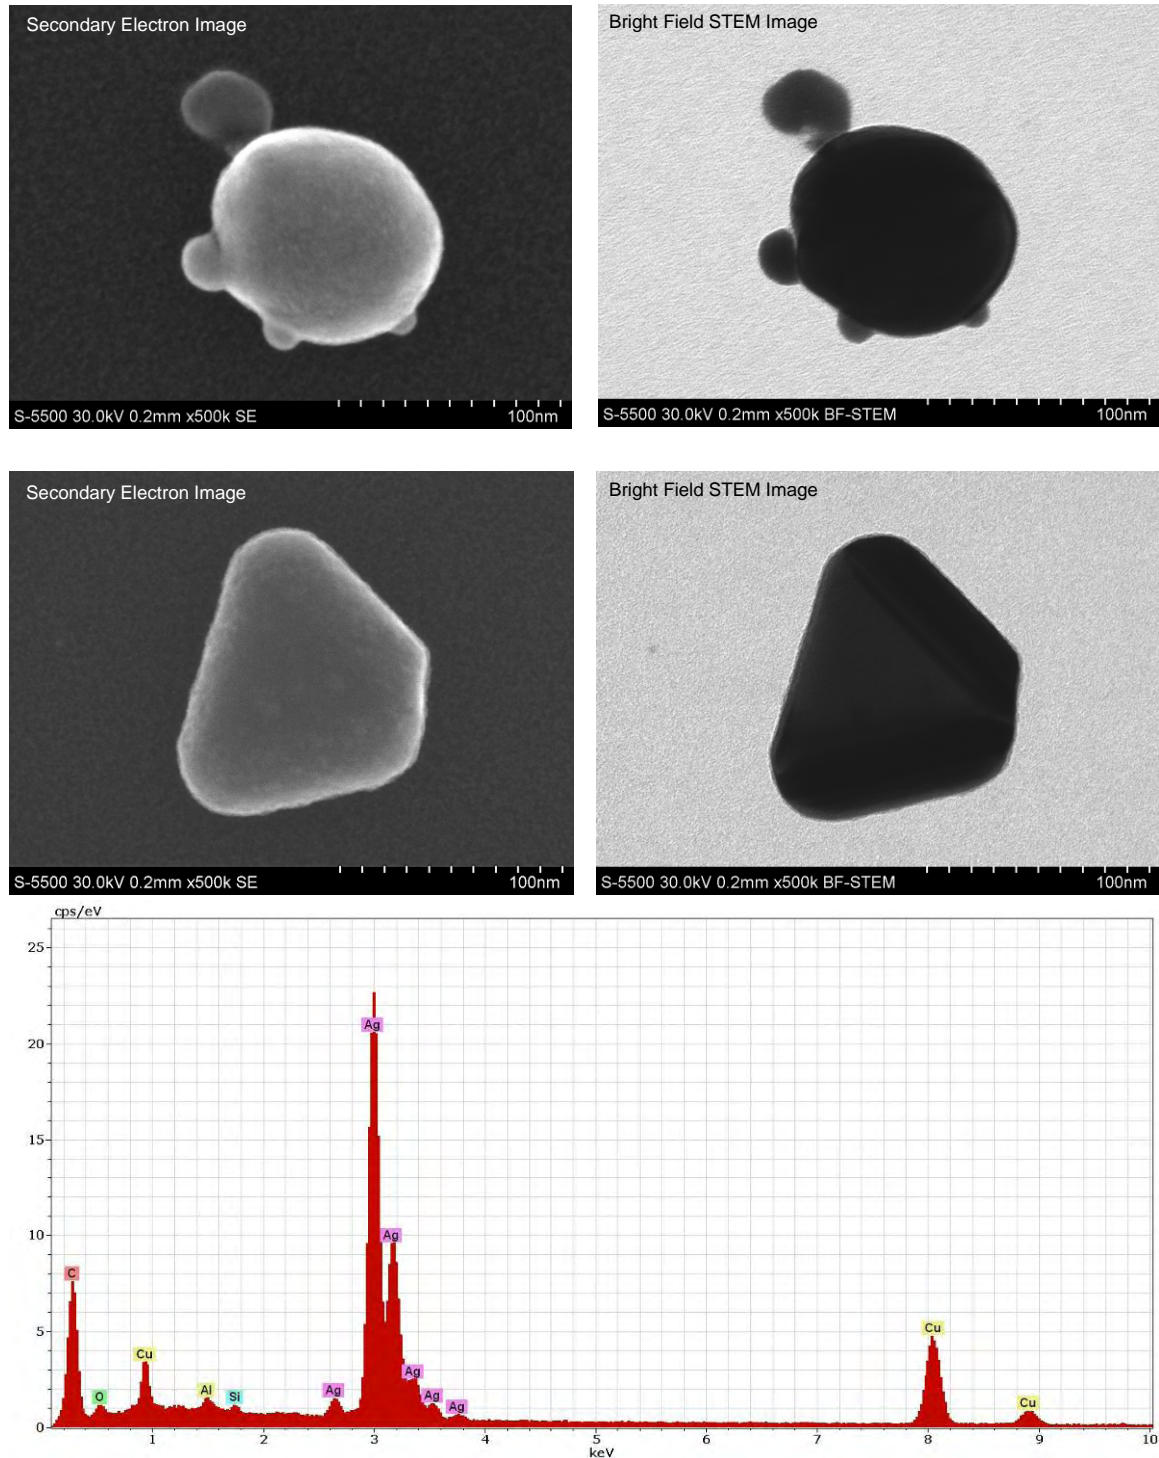 Secondary Electron Image
Bright Field STEM Image
S-5500 30.0kV 0.2mm x500k SE 100nm
S-5500 30.0kV 0.2mm x500k BF-STEM 100nm
Secondary Electron Image
Bright Field STEM Image
S-5500 30.0kV 0.2mm x500k SE 100nm
S-5500 30.0kV 0.2mm x500k BF-STEM 100nm
cps/eV
25
Ag
20
15
Ag
10
C
Cu
5
Cu
Ag
Al
Ag
O
Si
Ag
Ag
Cu
0
1 2 3 4 5 6 7 8 9 10
keV